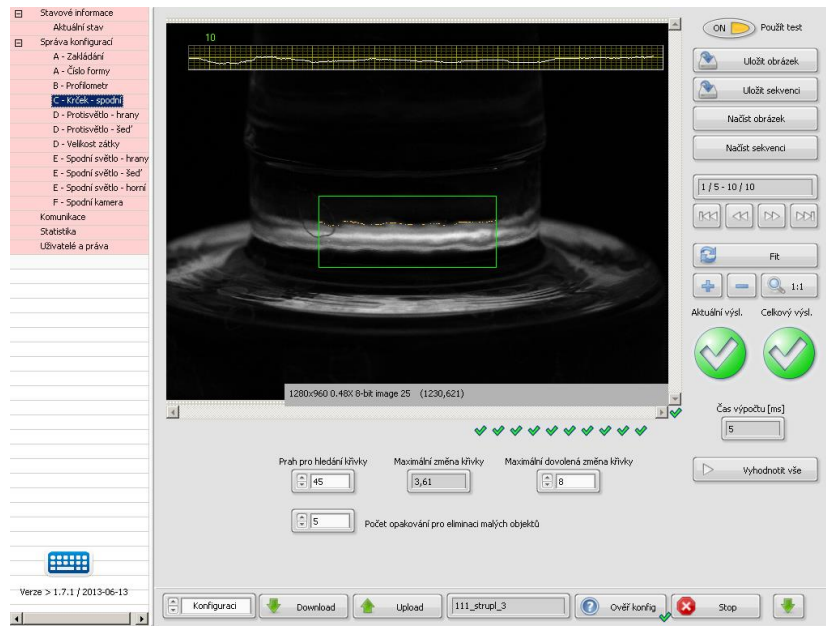 Stavové informace
Aktuální stav
Správa konfigurací
A - Zakládání
A - Číslo formy
B - Profilometr
C - Krček - spodní
D - Protisvětlo - hrany
D - Protisvětlo - šeď
D - Velikost zátky
E - Spodní světlo - hrany
E - Spodní světlo - šeď
E - Spodní světlo - horní
F - Spodní kamera
Komunikace
Statistika
Uživatelé a práva
Verze > 1.7.1 / 2013-06-13
10
1280x960 0.48X 8-bit image 25 (1230,621)
Prah pro hledání křivky
45
Maximální změna křivky
3,61
Maximální dovolená změna křivky
8
5
Počet opakování pro eliminaci malých objektů
ON
Použít test
Uložit obrázek
Uložit sekvenci
Načíst obrázek
Načíst sekvenci
1 / 5 - 10 / 10
Fit
1:1
Aktuální výsl.
Celkový výsl.
Čas výpočtu [ms]
5
Vyhodnotit vše
Konfiguraci
Download
Upload
111_strupl_3
Ověř konfig
Stop